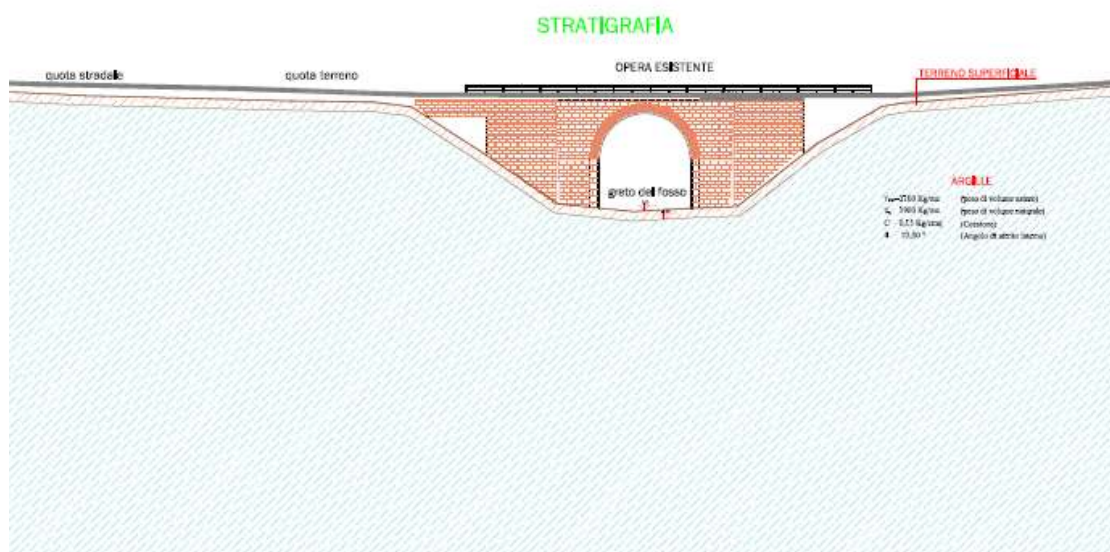 STRATIGRAFIA
OPERA ESISTENTE
quota stradale
quota terreno
TERRENO SUPERFICIALE
greto del fosso
ARGILLE
(peso di volume saturo)
(peso di volume naturale)
(Coesione)
(Angolo di attrito interno)